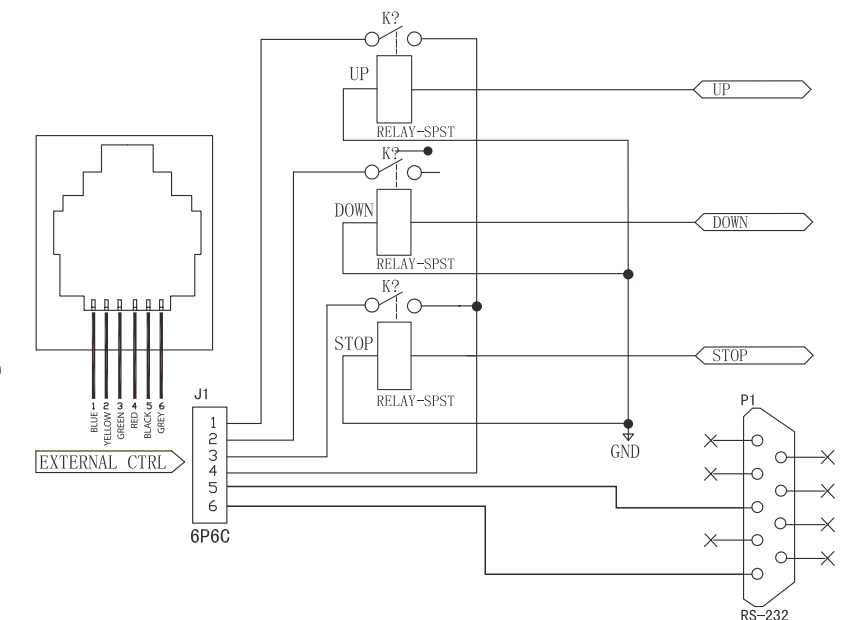 K?
UP
UP
RELAY-SPST
K?
DOWN
DOWN
RELAY-SPST
K?
STOP
STOP
RELAY-SPST
GND
1 2 3 4 5 6
BLUE
YELLOW
GREEN
RED
BLACK
GREY
EXTERNAL CTRL
J1
1
2
3
4
5
6
6P6C
P1
RS-232